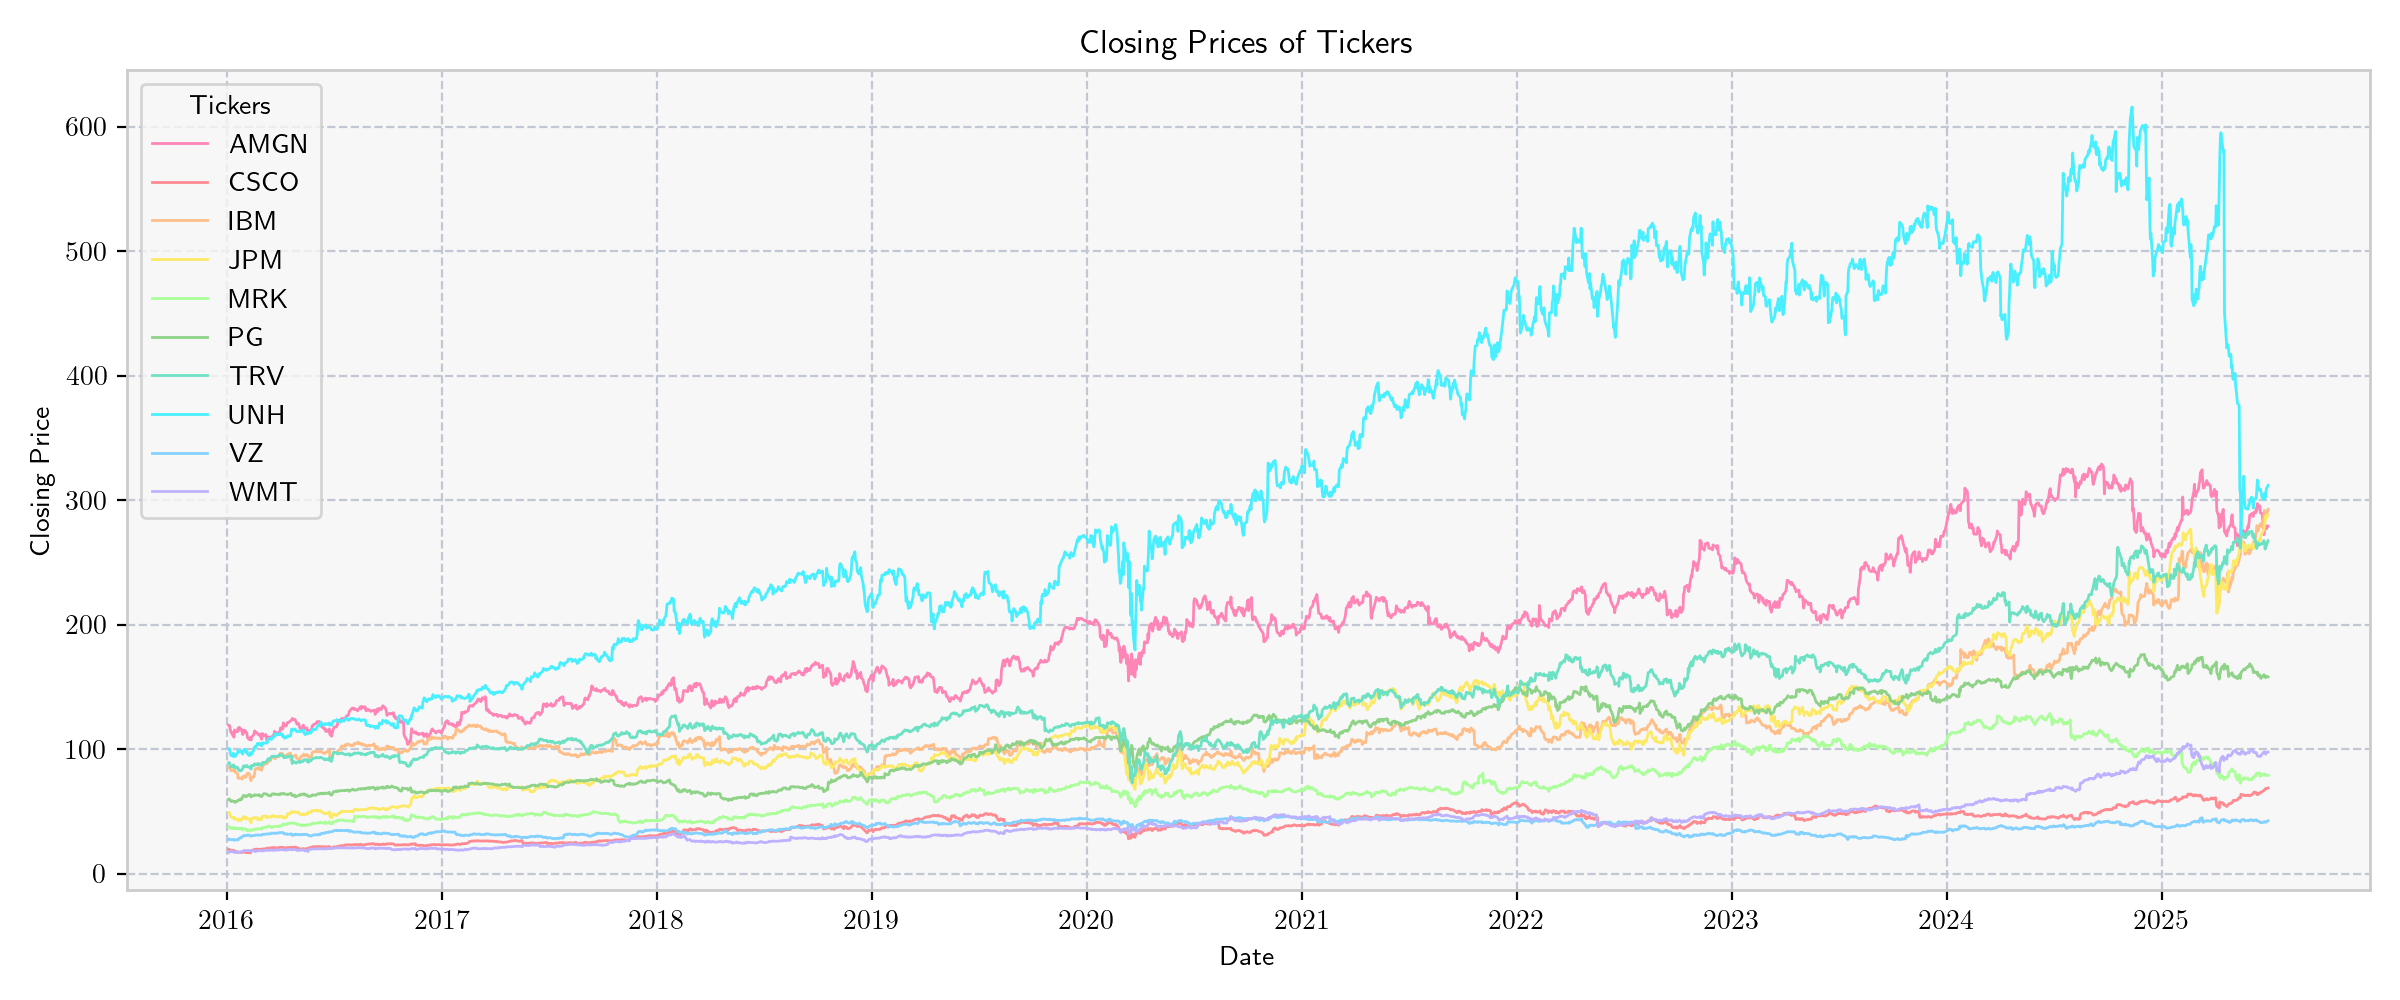 Closing Prices of Tickers
Tickers
AMGN
CSCO
IBM
JPM
MRK
PG
TRV
UNH
VZ
WMT
Closing Price
600
500
400
300
200
100
0
2016 2017 2018 2019 2020 2021 2022 2023 2024 2025
Date